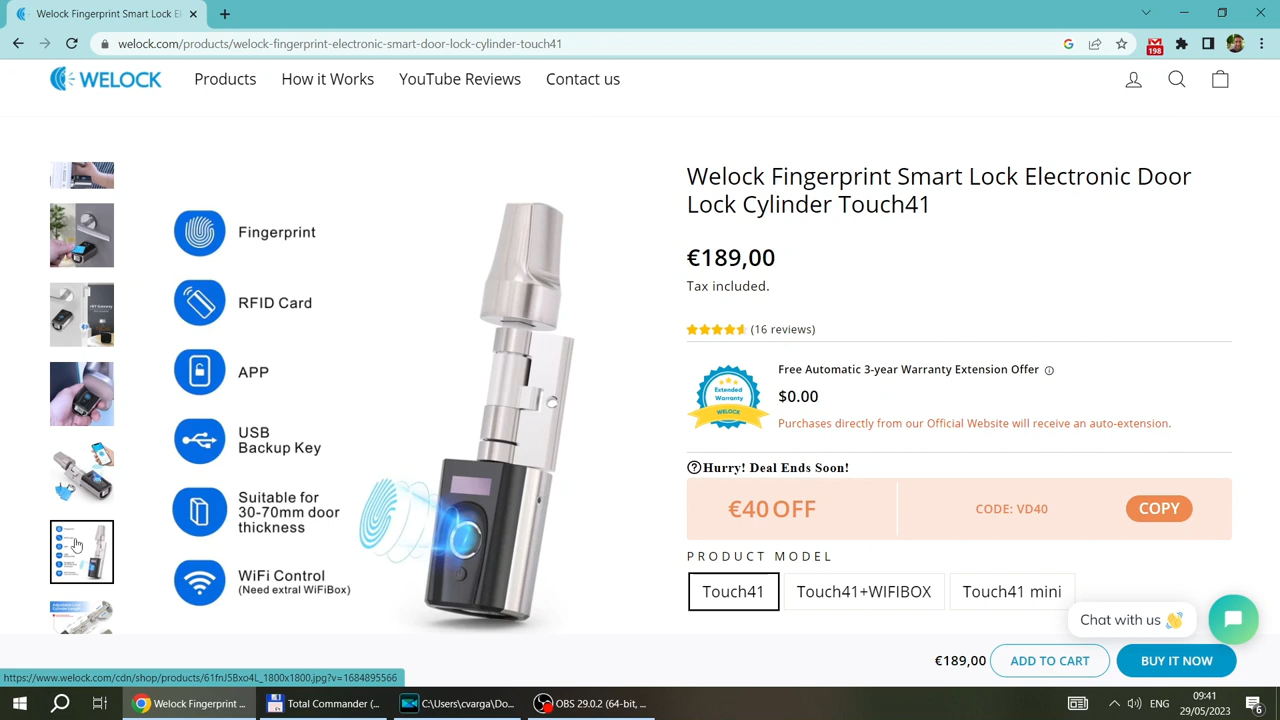 Welock Fingerprint Smart Lock El
welock.com/products/welock-fingerprint-electronic-smart-door-lock-cylinder-touch41
198
WELOCK
Products
How it Works
YouTube Reviews
Contact us
Fingerprint
RFID Card
APP
USB
Backup Key
Suitable for
30-70mm door
thickness
WiFi Control
(Need extral WiFiBox)
Welock Fingerprint Smart Lock Electronic Door
Lock Cylinder Touch41
€189,00
Tax included.
(16 reviews)
Extended
Warranty
WELOCK
Free Automatic 3-year Warranty Extension Offer
$0.00
Purchases directly from our Official Website will receive an auto-extension.
Hurry! Deal Ends Soon!
€40 OFF
CODE: VD40
COPY
PRODUCT MODEL
Touch41
Touch41+WIFIBOX
Touch41 mini
Chat with us 👋
€189,00
ADD TO CART
BUY IT NOW
https://www.welock.com/cdn/shop/products/61fnJ5Bxo4L_1800x1800.jpg?v=1684895566
Welock Fingerprint ...
Total Commander (...
C:\Users\cvarga\Do...
OBS 29.0.2 (64-bit, ...
ENG
09:41
29/05/2023
6